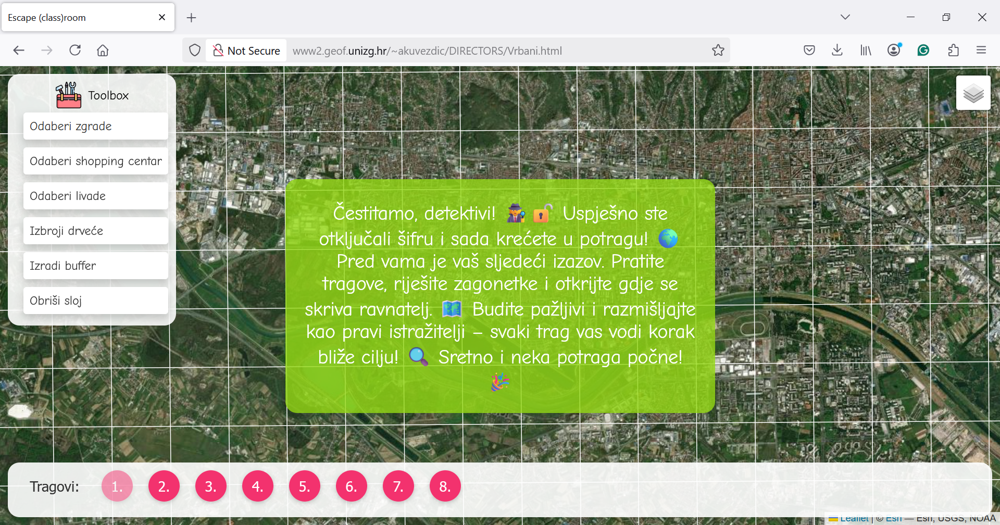 Escape (class)room
Not Secure
www2.geof.unizg.hr/~akuvezdic/DIRECTORS/Vrbani.html
Toolbox
Odaberi zgrade
Odaberi shopping centar
Odaberi livade
Izbroji drveće
Izradi buffer
Obriši sloj
Čestitamo, detektivi! Uspješno ste
otključali šifru i sada krećete u potragu!
Pred vama je vaš sljedeći izazov. Pratite
tragove, riješite zagonetke i otkrijte gdje se
skriva ravnatelj. Budite pažljivi i razmišljajte
kao pravi istražitelji – svaki trag vas vodi korak
bliže cilju! Sretno i neka potraga počne!
Tragovi: 1. 2. 3. 4. 5. 6. 7. 8.
Leaflet | © Esri — Esri, USGS, NOAA